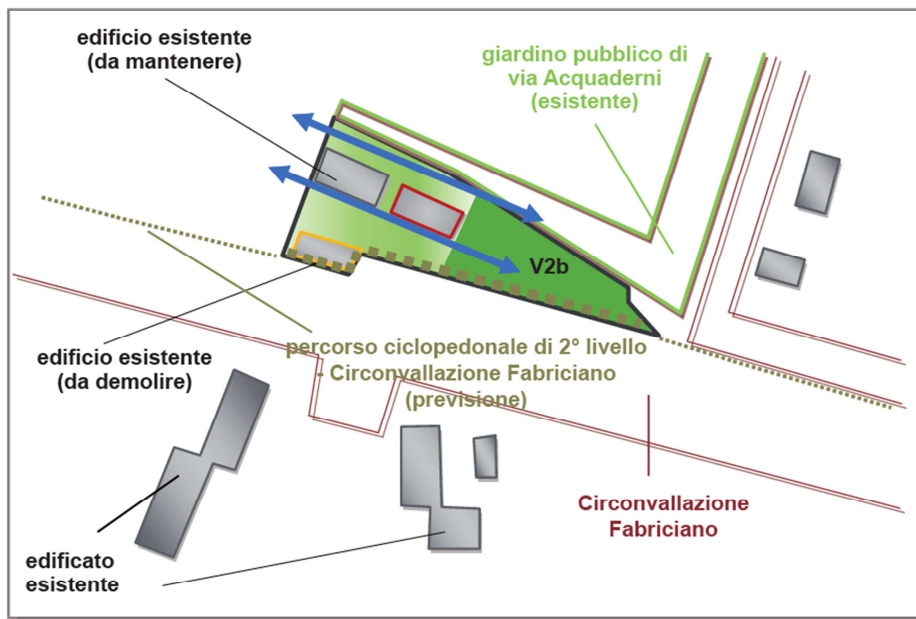 edificio esistente
(da mantenere)
giardino pubblico di
via Acquaderni
(esistente)
V2b
edificio esistente
(da demolire)
percorso ciclopedonale di 2° livello
- Circonvallazione Fabriciano
(previsione)
Circonvallazione
Fabriciano
edificato
esistente